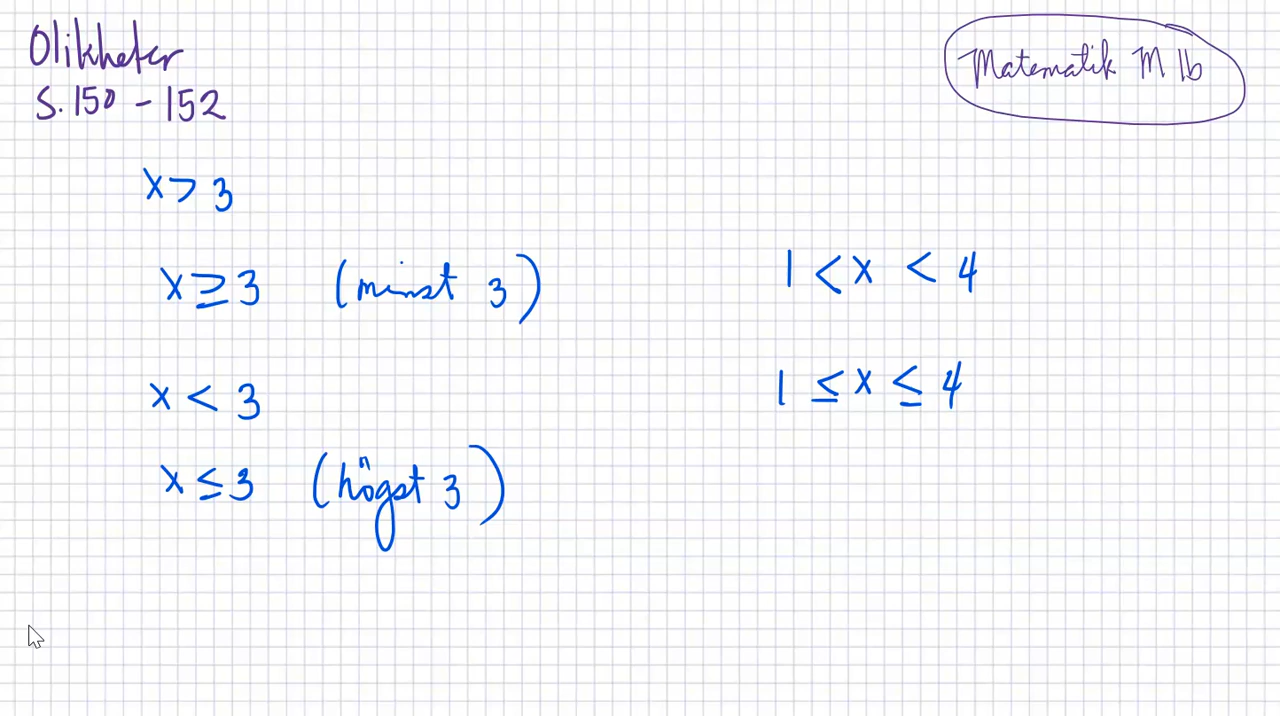 Olikheter
S. 150 - 152
Matematik M 1b
x > 3
x ≥ 3 (minst 3)
x < 3
x ≤ 3 (högst 3)
1 < x < 4
1 ≤ x ≤ 4